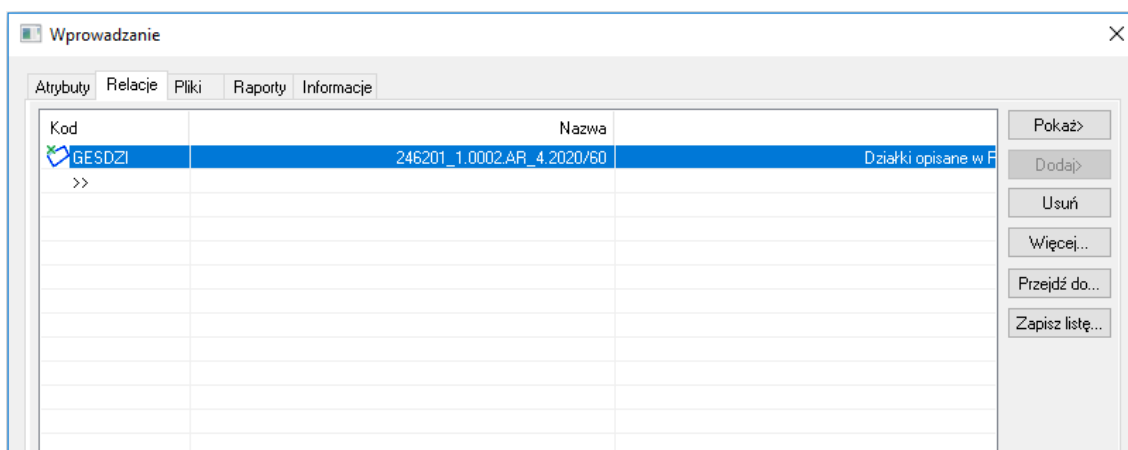 Wprowadzanie
Atrybuty Relacje Pliki Raporty Informacje
Kod Nazwa
GESDZI 246201_1.0002.AR_4.2020/60 Działki opisane w F
>>
Pokaż>
Dodaj>
Usuń
Więcej...
Przejdź do...
Zapisz listę...